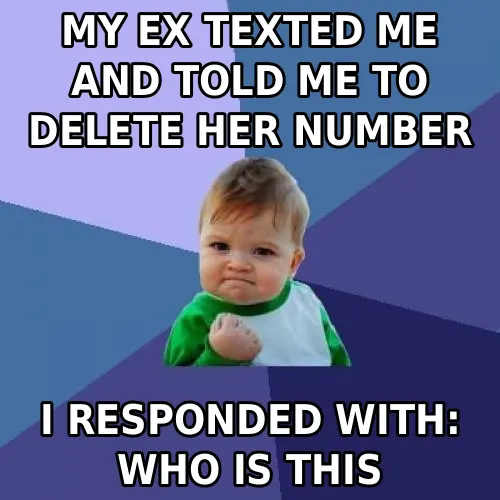 MY EX TEXTED ME
AND TOLD ME TO
DELETE HER NUMBER
I RESPONDED WITH:
WHO IS THIS